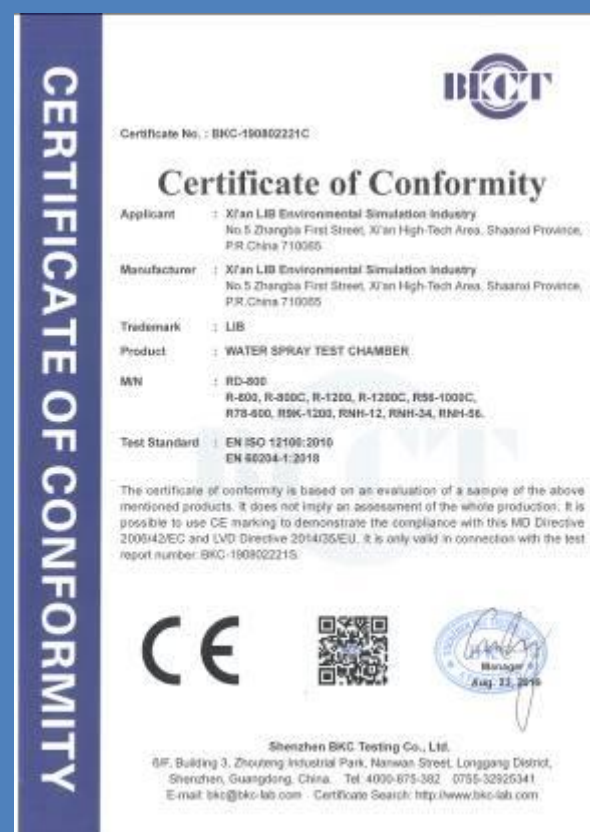 CERTIFICATE OF CONFORMITY
BKCT
Certificate No. : BKC-190802221C
Certificate of Conformity
Applicant : Xi'an LIB Environmental Simulation Industry
No.5 Zhangba First Street, Xi'an High-Tech Area, Shaanxi Province,
P.R.China 710065
Manufacturer : Xi'an LIB Environmental Simulation Industry
No.5 Zhangba First Street, Xi'an High-Tech Area, Shaanxi Province,
P.R.China 710065
Trademark : LIB
Product : WATER SPRAY TEST CHAMBER
M/N : RD-800
R-800, R-800C, R-1200, R-1200C, R56-1000C,
R78-600, R9K-1200, RNH-12, RNH-34, RNH-56.
Test Standard : EN ISO 12100:2010
EN 60204-1:2018
The certificate of conformity is based on an evaluation of a sample of the above
mentioned products. It does not imply an assessment of the whole production. It is
possible to use CE marking to demonstrate the compliance with this MD Directive
2006/42/EC and LVD Directive 2014/35/EU. It is only valid in connection with the test
report number: BKC-190802221S.
CE
Manager
Aug. 23, 2019
Shenzhen BKC Testing Co., Ltd.
6/F, Building 3, Zhouteng Industrial Park, Nanwan Street, Longgang District,
Shenzhen, Guangdong, China. Tel: 4000-875-382 0755-32925341
E-mail: bkc@bkc-lab.com Certificate Search: http://www.bkc-lab.com